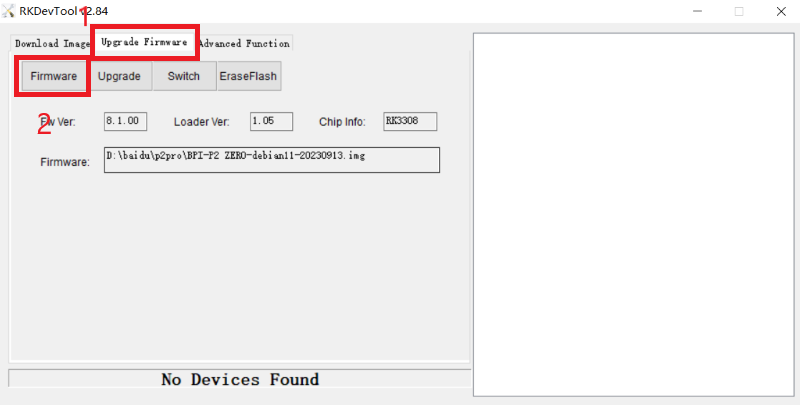 RKDevTool v2.84
1
Download Image Upgrade Firmware Advanced Function
Firmware Upgrade Switch EraseFlash
2
Fw Ver: 8.1.00 Loader Ver: 1.05 Chip Info: RK3308
Firmware: D:\baidu\p2pro\BPI-P2 ZERO-debian11-20230913.img
No Devices Found